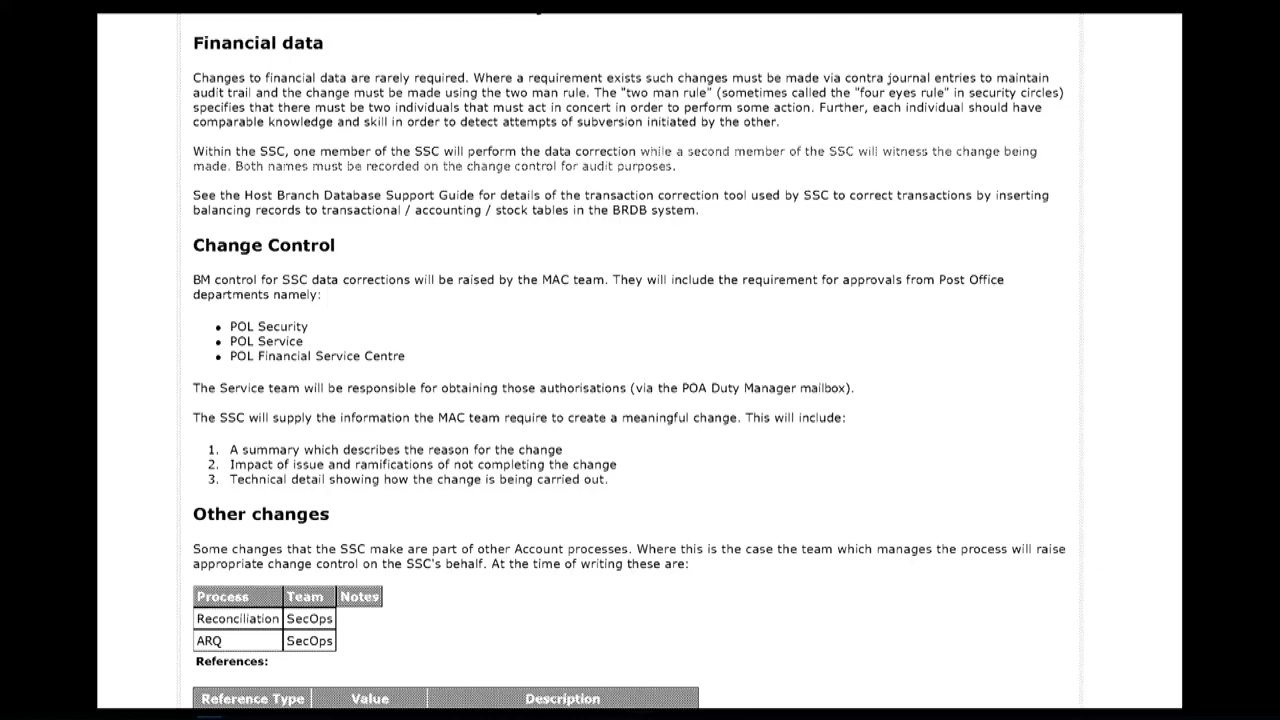 Financial data
Changes to financial data are rarely required. Where a requirement exists such changes must be made via contra journal entries to maintain
audit trail and the change must be made using the two man rule. The "two man rule" (sometimes called the "four eyes rule" in security circles)
specifies that there must be two individuals that must act in concert in order to perform some action. Further, each individual should have
comparable knowledge and skill in order to detect attempts of subversion initiated by the other.
Within the SSC, one member of the SSC will perform the data correction while a second member of the SSC will witness the change being
made. Both names must be recorded on the change control for audit purposes.
See the Host Branch Database Support Guide for details of the transaction correction tool used by SSC to correct transactions by inserting
balancing records to transactional / accounting / stock tables in the BRDB system.
Change Control
BM control for SSC data corrections will be raised by the MAC team. They will include the requirement for approvals from Post Office
departments namely:
• POL Security
• POL Service
• POL Financial Service Centre
The Service team will be responsible for obtaining those authorisations (via the POA Duty Manager mailbox).
The SSC will supply the information the MAC team require to create a meaningful change. This will include:
1. A summary which describes the reason for the change
2. Impact of issue and ramifications of not completing the change
3. Technical detail showing how the change is being carried out.
Other changes
Some changes that the SSC make are part of other Account processes. Where this is the case the team which manages the process will raise
appropriate change control on the SSC's behalf. At the time of writing these are:
Process Team Notes
Reconciliation SecOps
ARQ SecOps
References:
Reference Type Value Description